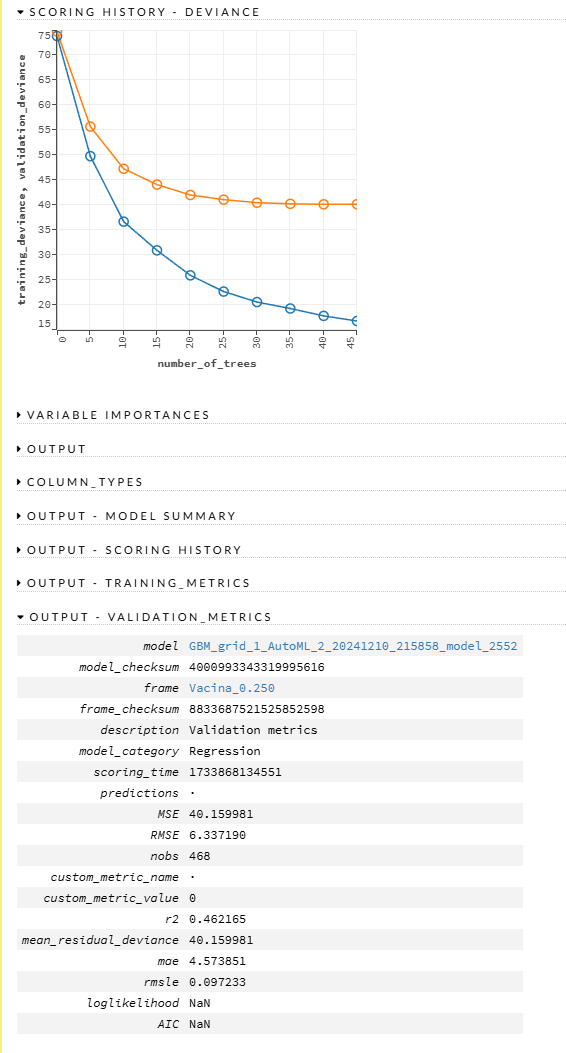 SCORING HISTORY - DEVIANCE
training_deviance, validation_deviance
75
70
65
60
55
50
45
40
35
30
25
20
15
0 5 10 15 20 25 30 35 40 45
number_of_trees
VARIABLE IMPORTANCES
OUTPUT
COLUMN_TYPES
OUTPUT - MODEL SUMMARY
OUTPUT - SCORING HISTORY
OUTPUT - TRAINING_METRICS
OUTPUT - VALIDATION_METRICS
model GBM_grid_1_AutoML_2_20241210_215858_model_2552
model_checksum 4000993343319995616
frame Vacina_0.250
frame_checksum 8833687521525852598
description Validation metrics
model_category Regression
scoring_time 1733868134551
predictions ·
MSE 40.159981
RMSE 6.337190
nobs 468
custom_metric_name ·
custom_metric_value 0
r2 0.462165
mean_residual_deviance 40.159981
mae 4.573851
rmsle 0.097233
loglikelihood NaN
AIC NaN